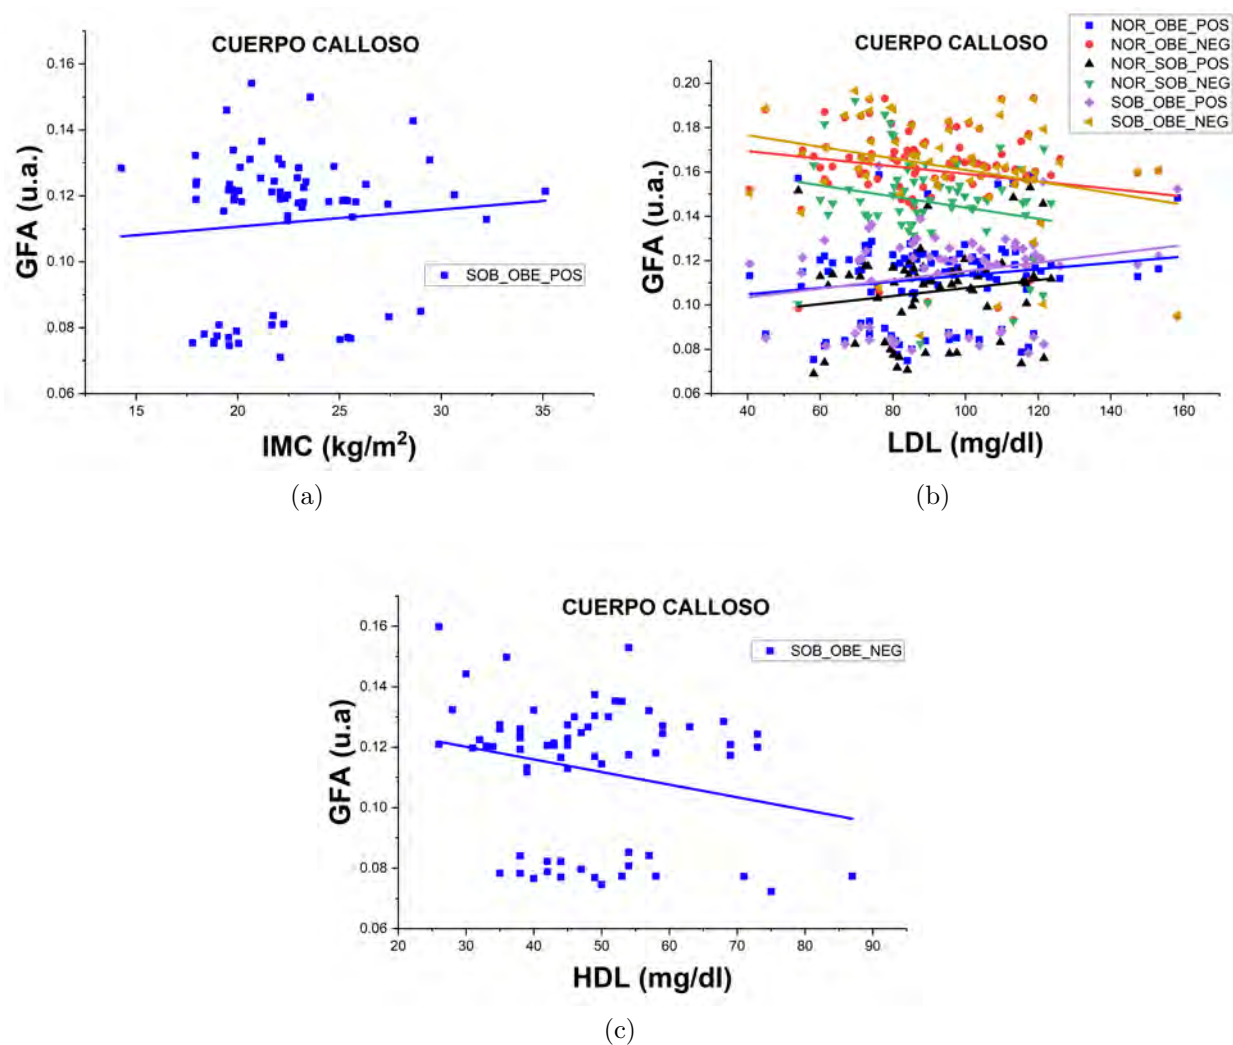 CUERPO CALLOSO
0.16
0.14
0.12
0.10
0.08
0.06
GFA (u.a.)
SOB_OBE_POS
15 20 25 30 35
IMC (kg/m²)
(a)
CUERPO CALLOSO
NOR_OBE_POS
NOR_OBE_NEG
NOR_SOB_POS
NOR_SOB_NEG
SOB_OBE_POS
SOB_OBE_NEG
0.20
0.18
0.16
0.14
0.12
0.10
0.08
0.06
GFA (u.a.)
40 60 80 100 120 140 160
LDL (mg/dl)
(b)
CUERPO CALLOSO
SOB_OBE_NEG
0.16
0.14
0.12
0.10
0.08
0.06
GFA (u.a)
20 30 40 50 60 70 80 90
HDL (mg/dl)
(c)